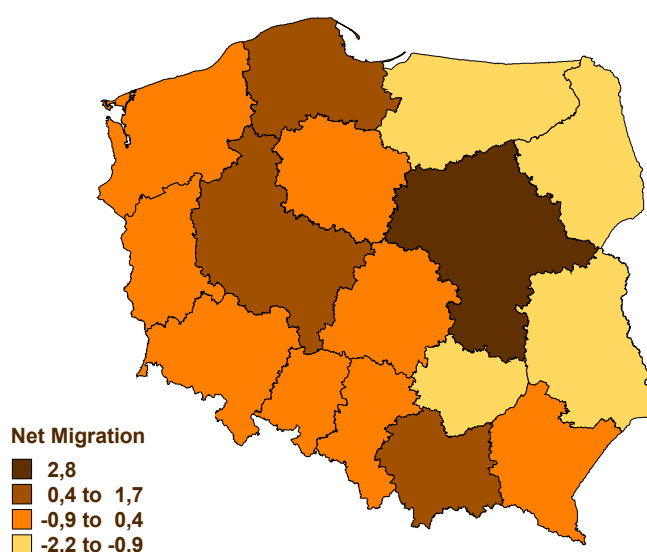 Net Migration
2,8
0,4 to 1,7
-0,9 to 0,4
-2,2 to -0,9